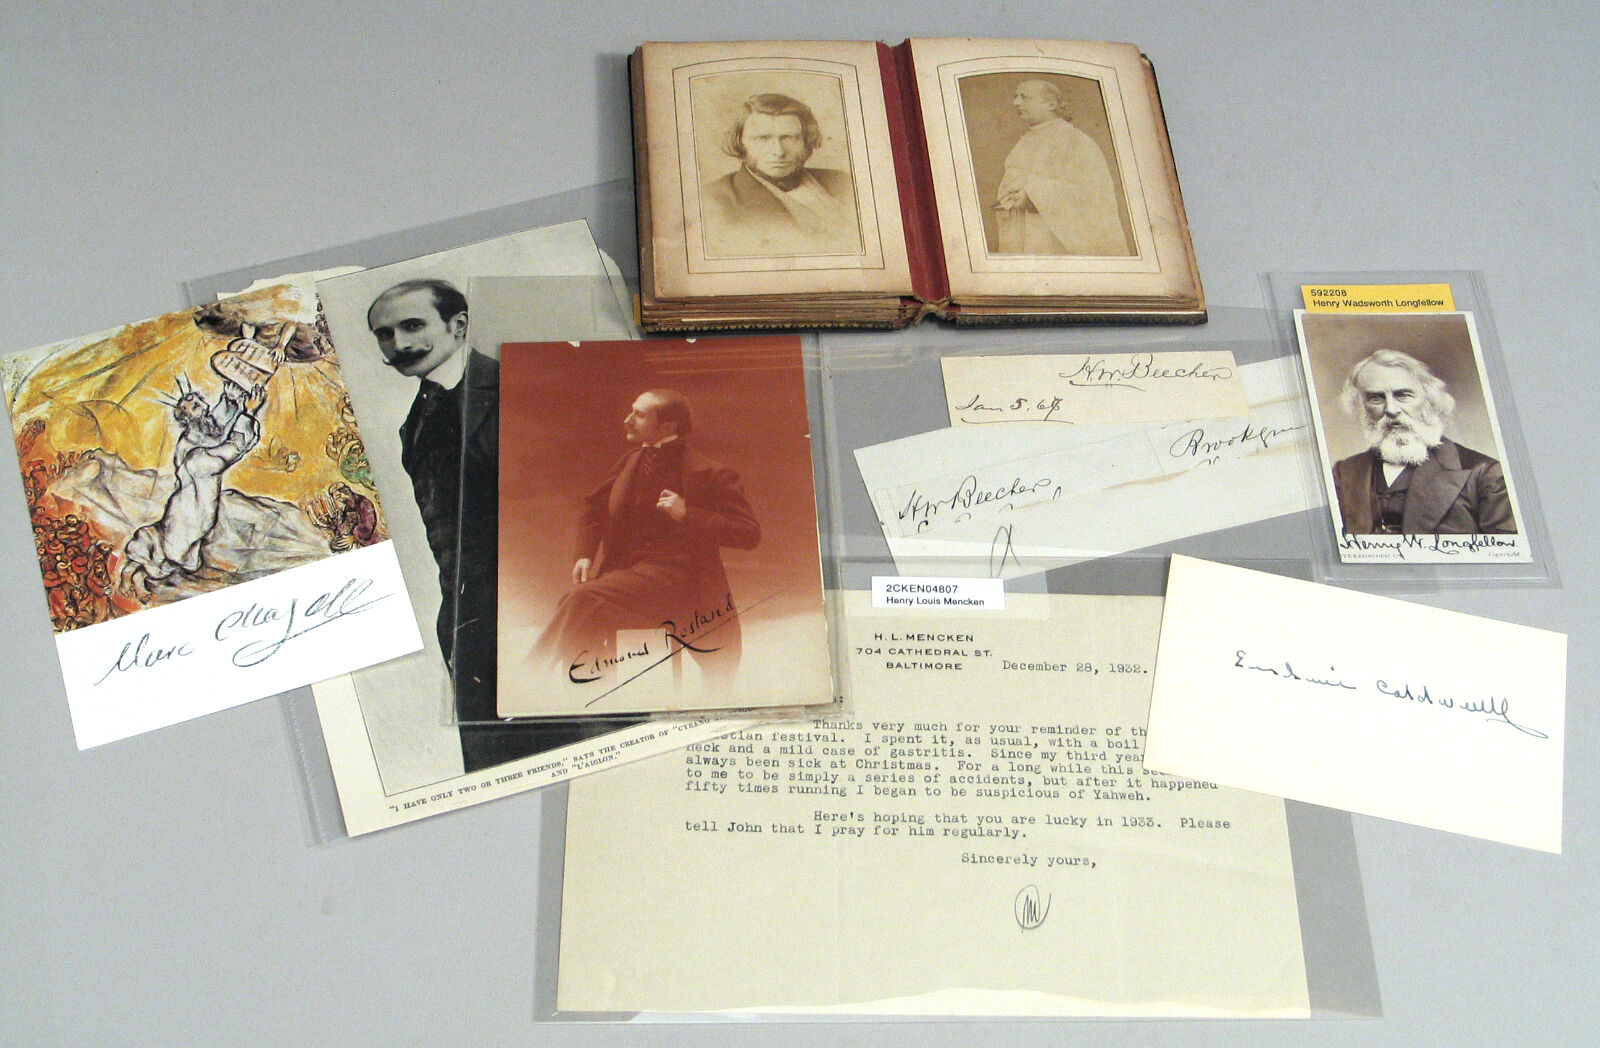 592208
Henry Wadsworth Longfellow
H.W. Beecher
Jan 5. 67
H.W. Beecher,
Henry W. Longfellow
STEREOSCOPIC
Copyright
Marc Chagall
Edmond Rostand
"I HAVE ONLY TWO OR THREE FRIENDS," SAYS THE CREATOR OF "CYRANO
AND "L'AIGLON."
2CKEN04807
Henry Louis Mencken
H. L. MENCKEN
704 CATHEDRAL ST.
BALTIMORE
December 28, 1932.
Thanks very much for your reminder of th
stian festival. I spent it, as usual, with a boil
neck and a mild case of gastritis. Since my third year
always been sick at Christmas. For a long while this
to me to be simply a series of accidents, but after it happened
fifty times running I began to be suspicious of Yahweh.
Here's hoping that you are lucky in 1933. Please
tell John that I pray for him regularly.
Sincerely yours,
M
Erskine Caldwell